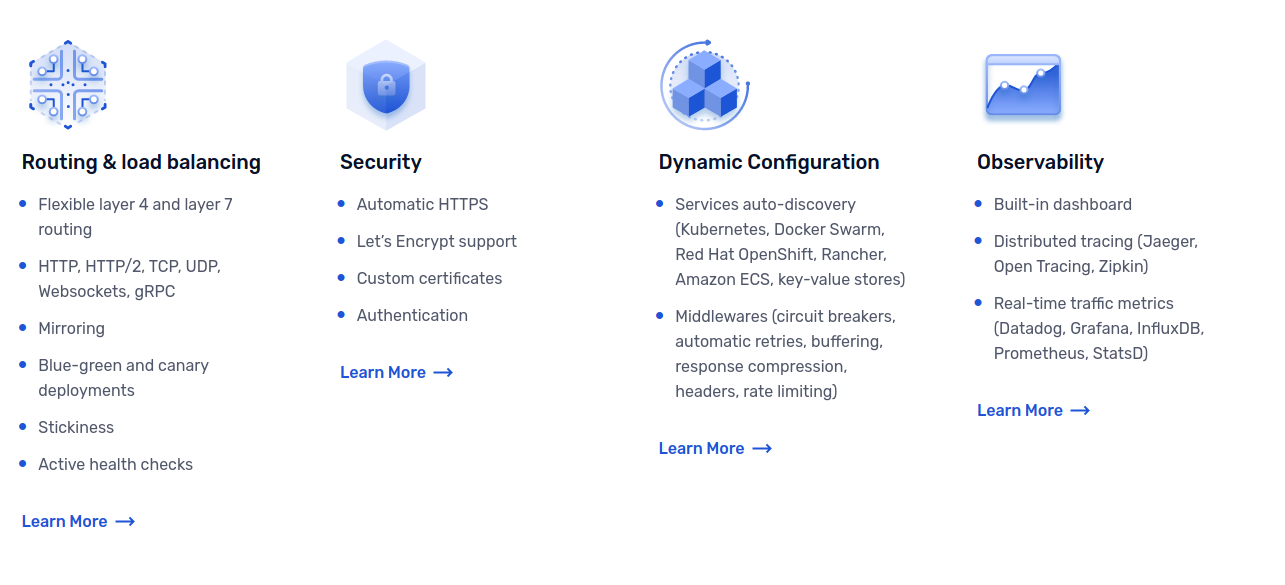 Routing & load balancing
Flexible layer 4 and layer 7
routing
HTTP, HTTP/2, TCP, UDP,
Websockets, gRPC
Mirroring
Blue-green and canary
deployments
Stickiness
Active health checks
Learn More
Security
Automatic HTTPS
Let’s Encrypt support
Custom certificates
Authentication
Learn More
Dynamic Configuration
Services auto-discovery
(Kubernetes, Docker Swarm,
Red Hat OpenShift, Rancher,
Amazon ECS, key-value stores)
Middlewares (circuit breakers,
automatic retries, buffering,
response compression,
headers, rate limiting)
Learn More
Observability
Built-in dashboard
Distributed tracing (Jaeger,
Open Tracing, Zipkin)
Real-time traffic metrics
(Datadog, Grafana, InfluxDB,
Prometheus, StatsD)
Learn More